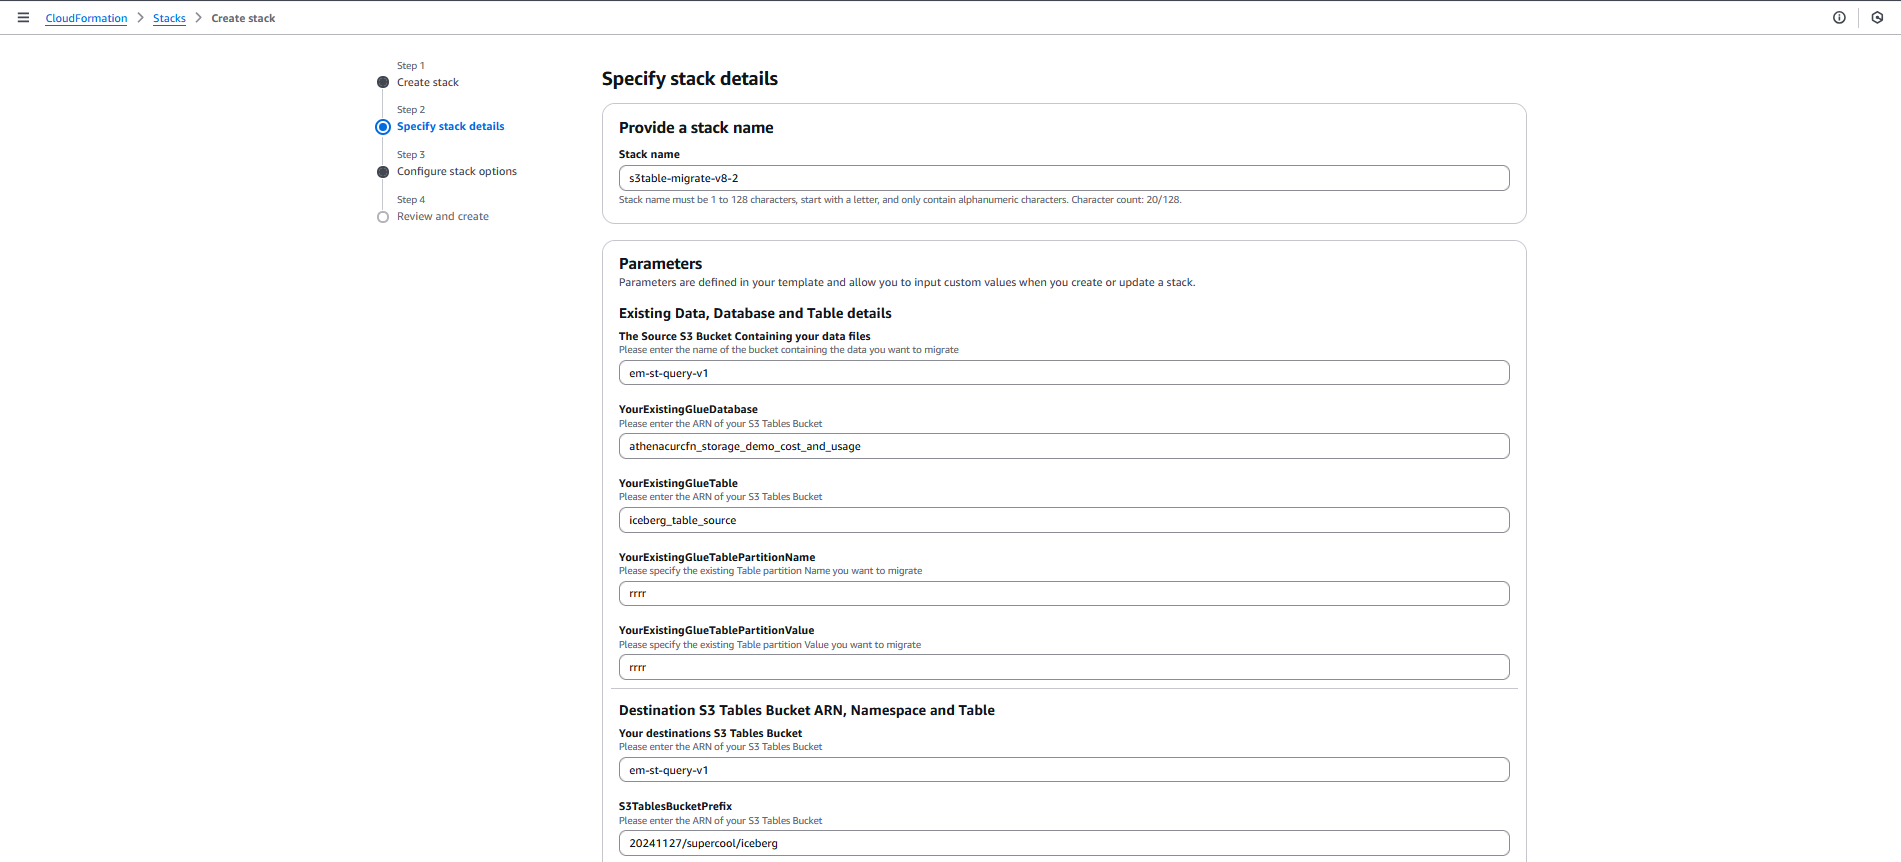 CloudFormation > Stacks > Create stack
Step 1
Create stack
Step 2
Specify stack details
Step 3
Configure stack options
Step 4
Review and create
Specify stack details
Provide a stack name
Stack name
s3table-migrate-v8-2
Stack name must be 1 to 128 characters, start with a letter, and only contain alphanumeric characters. Character count: 20/128.
Parameters
Parameters are defined in your template and allow you to input custom values when you create or update a stack.
Existing Data, Database and Table details
The Source S3 Bucket Containing your data files
Please enter the name of the bucket containing the data you want to migrate
em-st-query-v1
YourExistingGlueDatabase
Please enter the ARN of your S3 Tables Bucket
athenacurcfn_storage_demo_cost_and_usage
YourExistingGlueTable
Please enter the ARN of your S3 Tables Bucket
iceberg_table_source
YourExistingGlueTablePartitionName
Please specify the existing Table partition Name you want to migrate
rrrr
YourExistingGlueTablePartitionValue
Please specify the existing Table partition Value you want to migrate
rrrr
Destination S3 Tables Bucket ARN, Namespace and Table
Your destinations S3 Tables Bucket
Please enter the ARN of your S3 Tables Bucket
em-st-query-v1
S3TablesBucketPrefix
Please enter the ARN of your S3 Tables Bucket
20241127/supercool/iceberg